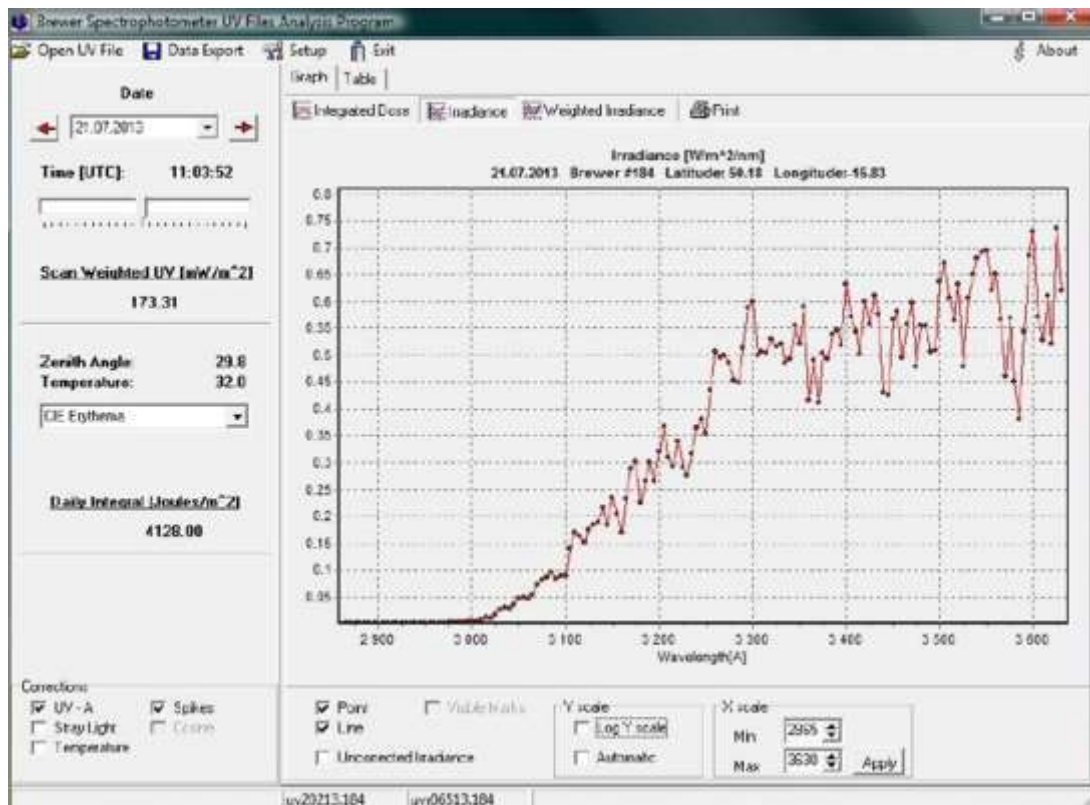 Brewer Spectrophotometer UV Files Analysis Program
Open UV File Data Export Setup Exit About
Graph Table
Date
21.07.2013
Integrated Dose Irradiance Weighted Irradiance Print
Time [UTC]: 11:03:52
Irradiance [W/m^2/nm]
21.07.2013 Brewer #184 Latitude: 50.18 Longitude:-15.83
Scan Weighted UV [mW/m^2]
173.31
Zenith Angle: 29.8
Temperature: 32.0
CIE Erythema
Daily Integral [Joules/m^2]
4128.00
0.8
0.75
0.7
0.65
0.6
0.55
0.5
0.45
0.4
0.35
0.3
0.25
0.2
0.15
0.1
0.05
2 900 3 000 3 100 3 200 3 300 3 400 3 500 3 600
Wavelength[A]
Corrections
UV - A Spikes
Stray Light Cosine
Temperature
Point Visible Marks
Line
Uncorrected Irradiance
Y scale
Log Y scale
Automatic
X scale
Min 2865
Max 3630 Apply
uv20213.184 uvr06513.184